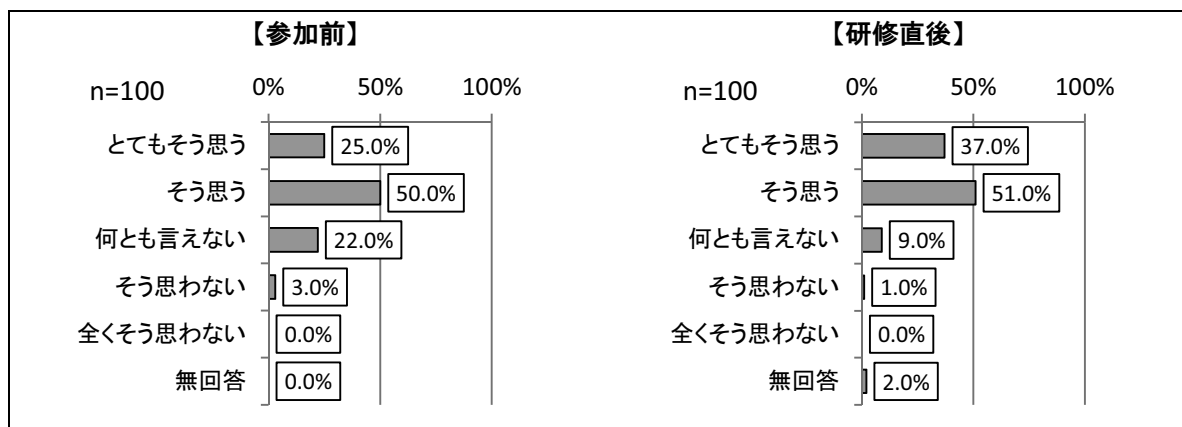 【参加前】
n=100
0% 50% 100%
とてもそう思う 25.0%
そう思う 50.0%
何とも言えない 22.0%
そう思わない 3.0%
全くそう思わない 0.0%
無回答 0.0%
【研修直後】
n=100
0% 50% 100%
とてもそう思う 37.0%
そう思う 51.0%
何とも言えない 9.0%
そう思わない 1.0%
全くそう思わない 0.0%
無回答 2.0%